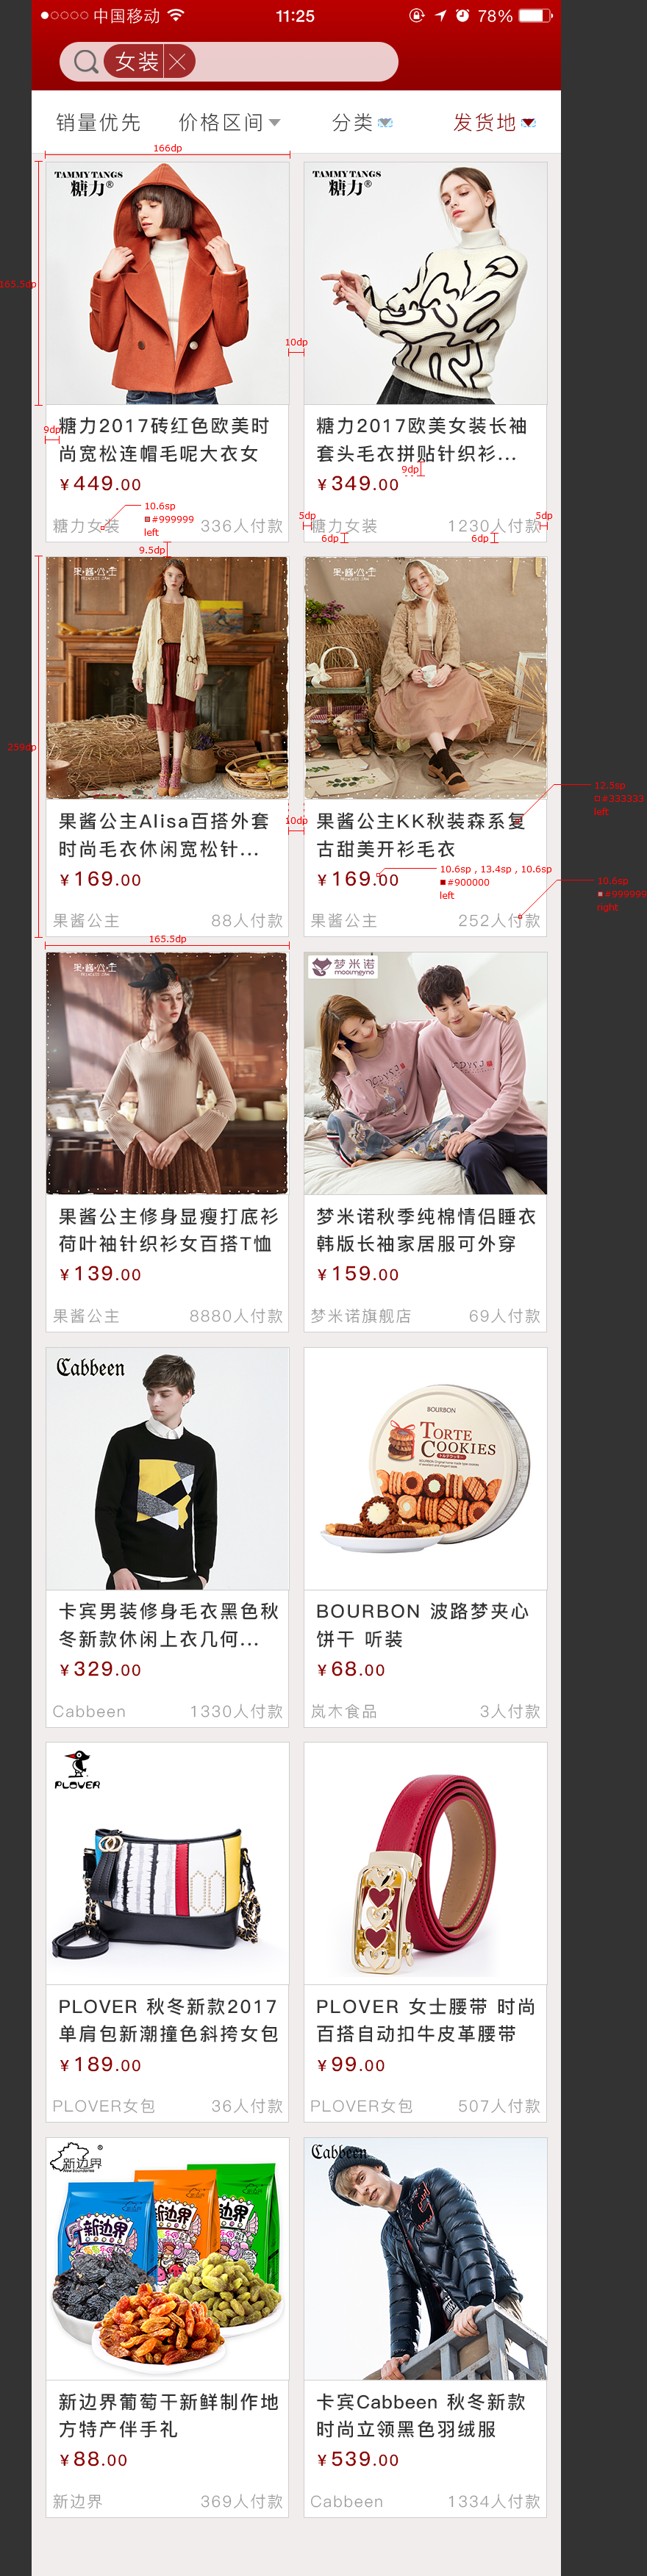 中国移动
11:25
78%
女装
销量优先 价格区间 分类 发货地
166dp
165.5dp
TAMMY TANGS
糖力®
TAMMY TANGS
糖力®
10dp
糖力2017砖红色欧美时
尚宽松连帽毛呢大衣女
¥449.00
糖力女装 336人付款
9dp
10.6sp
#999999
left
糖力2017欧美女装长袖
套头毛衣拼贴针织衫...
¥349.00
糖力女装 1230人付款
9dp
5dp
5dp
6dp
6dp
9.5dp
果·酱·公·主
果·酱·公·主
259dp
果酱公主Alisa百搭外套
时尚毛衣休闲宽松针...
¥169.00
果酱公主 88人付款
10dp
果酱公主KK秋装森系复
古甜美开衫毛衣
¥169.00
果酱公主 252人付款
12.5sp
#333333
left
10.6sp , 13.4sp , 10.6sp
#900000
left
10.6sp
#999999
right
165.5dp
果·酱·公·主
梦米诺
果酱公主修身显瘦打底衫
荷叶袖针织衫女百搭T恤
¥139.00
果酱公主 8880人付款
梦米诺秋季纯棉情侣睡衣
韩版长袖家居服可外穿
¥159.00
梦米诺旗舰店 69人付款
Cabbeen
BOURBON
TORTE
COOKIES
卡宾男装修身毛衣黑色秋
冬新款休闲上衣几何...
¥329.00
Cabbeen 1330人付款
BOURBON 波路梦夹心
饼干 听装
¥68.00
岚木食品 3人付款
PLOVER
PLOVER 秋冬新款2017
单肩包新潮撞色斜挎女包
¥189.00
PLOVER女包 36人付款
PLOVER 女士腰带 时尚
百搭自动扣牛皮革腰带
¥99.00
PLOVER女包 507人付款
新边界®
New boundaries
新边界
新边界
Cabbeen
新边界葡萄干新鲜制作地
方特产伴手礼
¥88.00
新边界 369人付款
卡宾Cabbeen 秋冬新款
时尚立领黑色羽绒服
¥539.00
Cabbeen 1334人付款